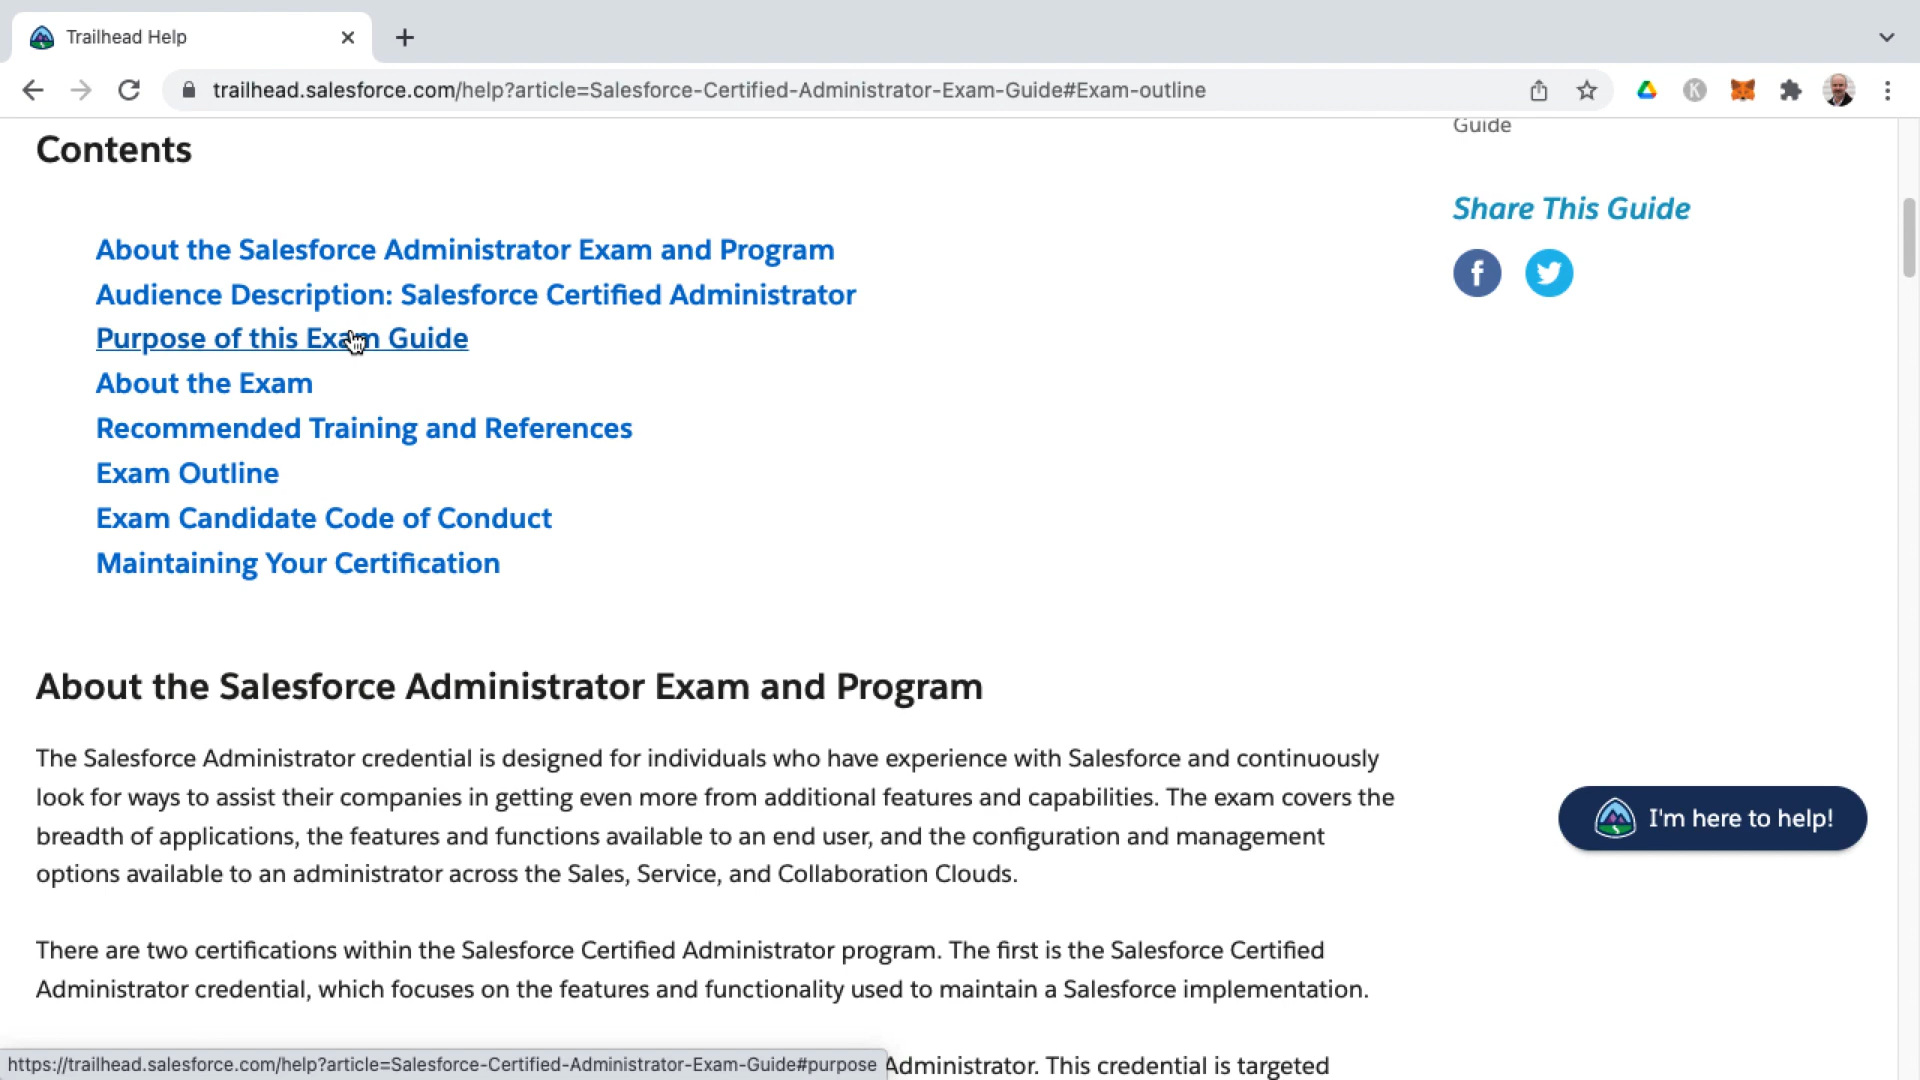 Trailhead Help
trailhead.salesforce.com/help?article=Salesforce-Certified-Administrator-Exam-Guide#Exam-outline
K
Guide
Contents
Share This Guide
About the Salesforce Administrator Exam and Program
Audience Description: Salesforce Certified Administrator
Purpose of this Exam Guide
About the Exam
Recommended Training and References
Exam Outline
Exam Candidate Code of Conduct
Maintaining Your Certification
About the Salesforce Administrator Exam and Program
The Salesforce Administrator credential is designed for individuals who have experience with Salesforce and continuously
look for ways to assist their companies in getting even more from additional features and capabilities. The exam covers the
breadth of applications, the features and functions available to an end user, and the configuration and management
options available to an administrator across the Sales, Service, and Collaboration Clouds.
I'm here to help!
There are two certifications within the Salesforce Certified Administrator program. The first is the Salesforce Certified
Administrator credential, which focuses on the features and functionality used to maintain a Salesforce implementation.
Administrator. This credential is targeted
https://trailhead.salesforce.com/help?article=Salesforce-Certified-Administrator-Exam-Guide#purpose